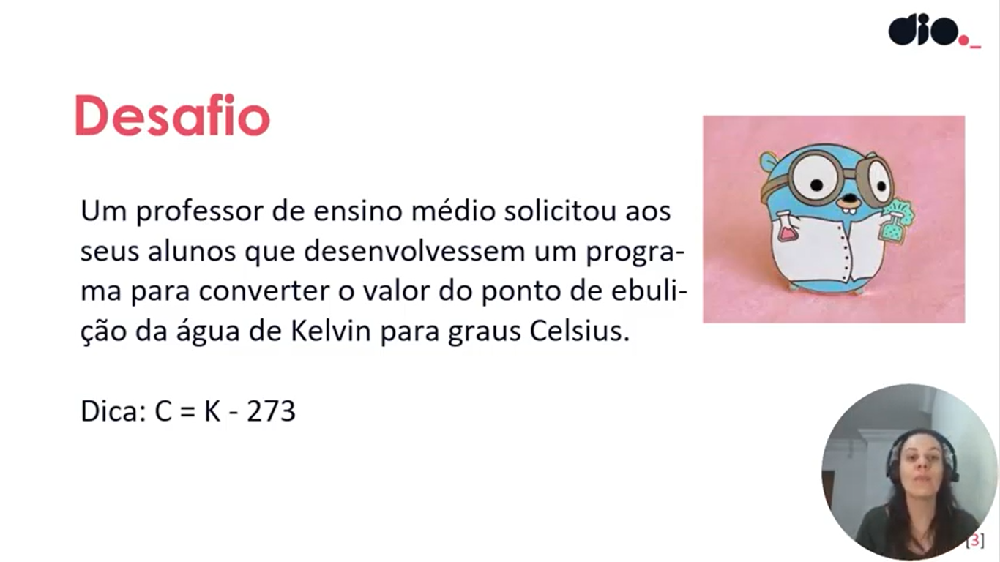 dio._
Desafio
Um professor de ensino médio solicitou aos
seus alunos que desenvolvessem um progra-
ma para converter o valor do ponto de ebuli-
ção da água de Kelvin para graus Celsius.
Dica: C = K - 273
[3]